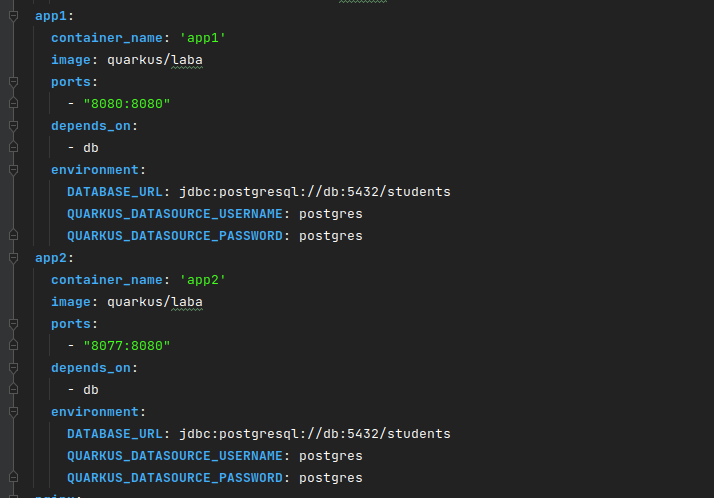 app1:
container_name: 'app1'
image: quarkus/laba
ports:
- "8080:8080"
depends_on:
- db
environment:
DATABASE_URL: jdbc:postgresql://db:5432/students
QUARKUS_DATASOURCE_USERNAME: postgres
QUARKUS_DATASOURCE_PASSWORD: postgres
app2:
container_name: 'app2'
image: quarkus/laba
ports:
- "8077:8080"
depends_on:
- db
environment:
DATABASE_URL: jdbc:postgresql://db:5432/students
QUARKUS_DATASOURCE_USERNAME: postgres
QUARKUS_DATASOURCE_PASSWORD: postgres